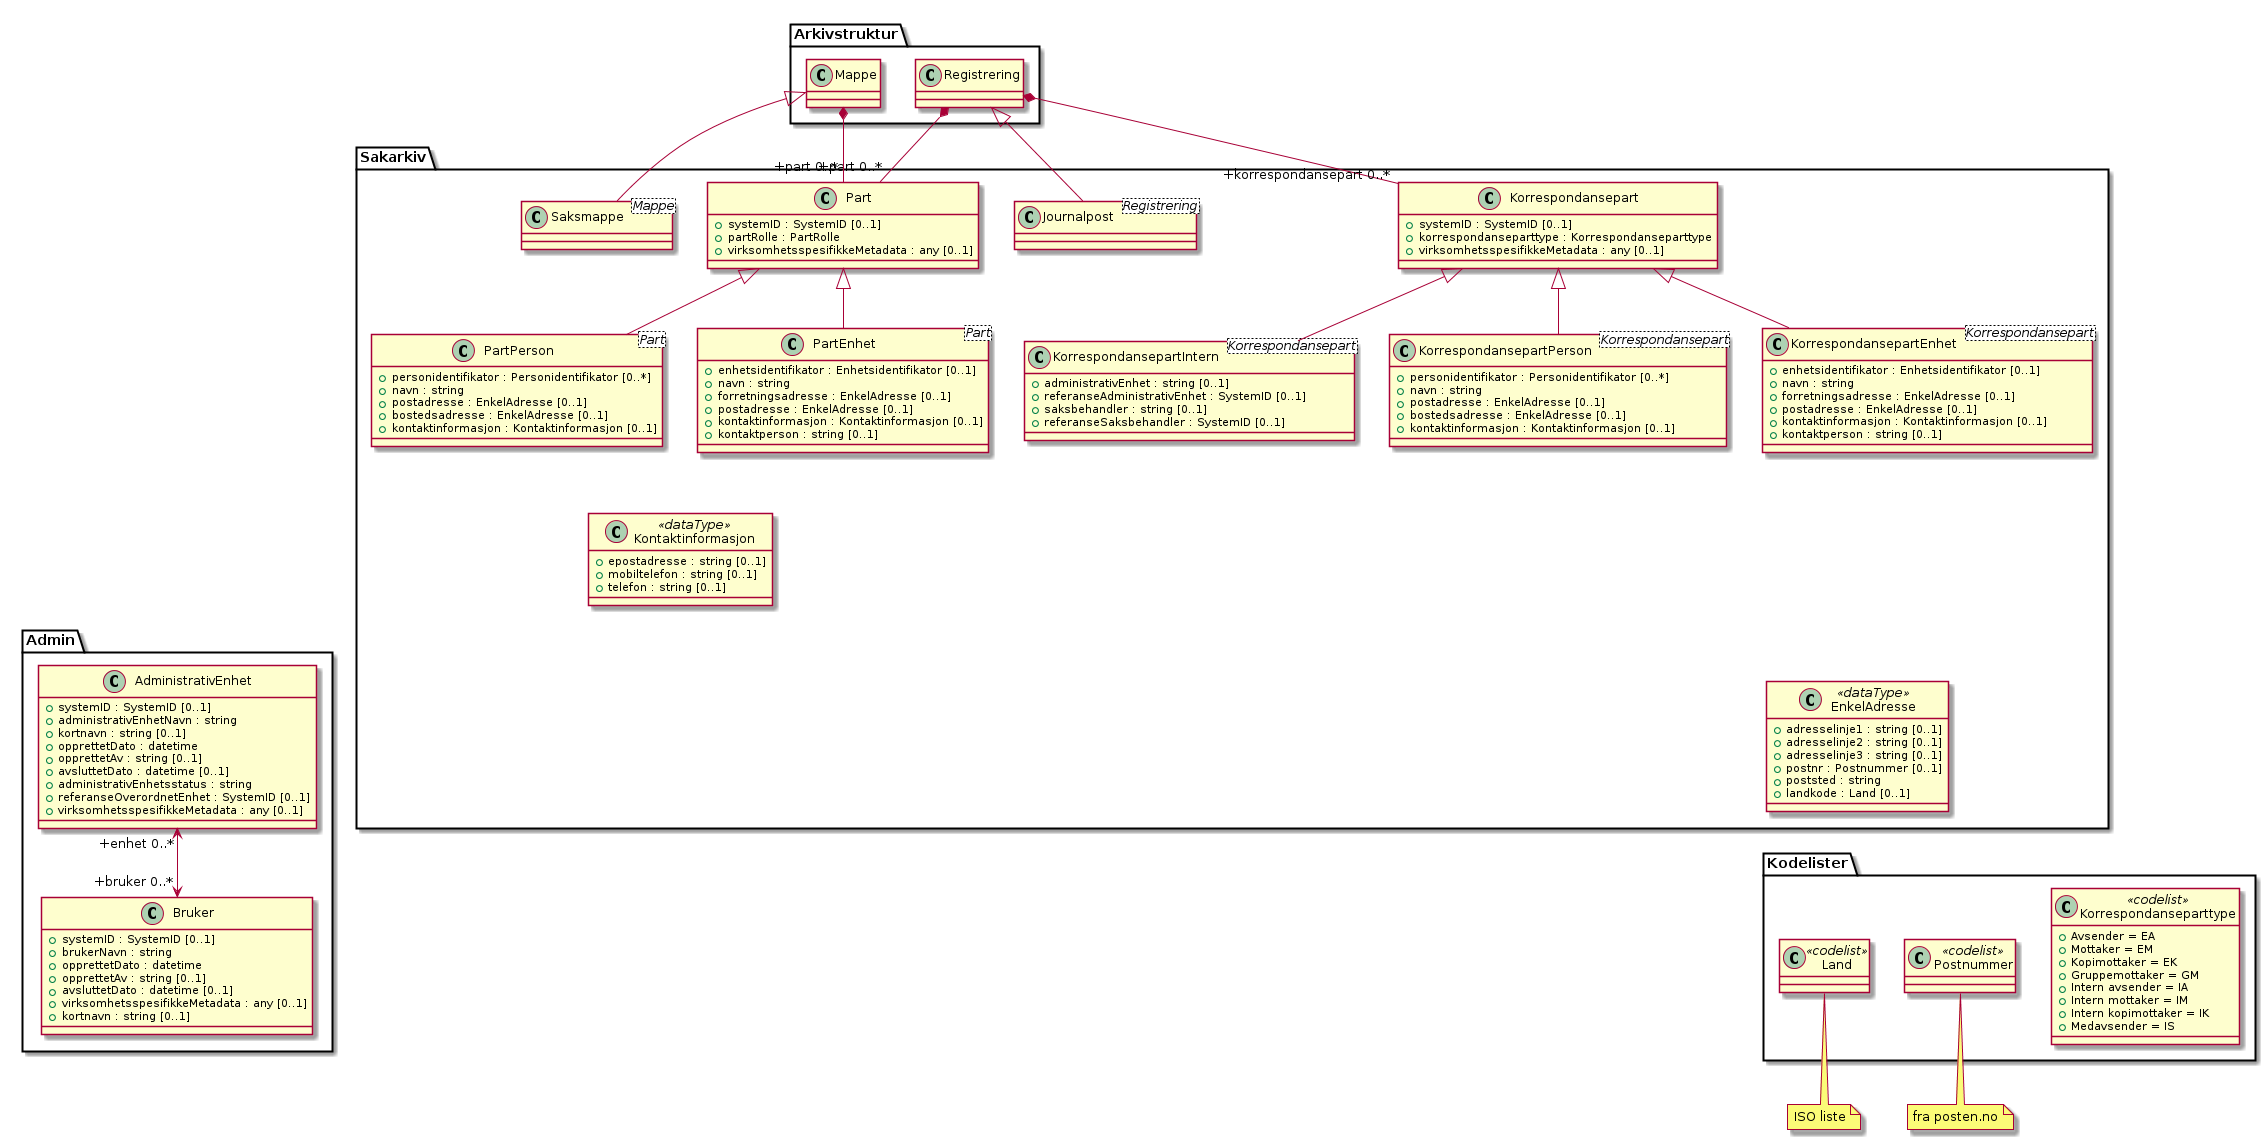 Arkivstruktur
C Mappe
C Registrering
Sakarkiv
+part 0..*
+part 0..*
+korrespondansepart 0..*
C Saksmappe
Mappe
C Part
+ systemID : SystemID [0..1]
+ partRolle : PartRolle
+ virksomhetsspesifikkeMetadata : any [0..1]
C Journalpost
Registrering
C Korrespondansepart
systemID : SystemID [0..1]
korrespondanseparttype : Korrespondanseparttype
virksomhetsspesifikkeMetadata : any [0..1]
C PartPerson
Part
personidentifikator : Personidentifikator [0..*]
navn : string
postadresse : EnkelAdresse [0..1]
bostedsadresse : EnkelAdresse [0..1]
kontaktinformasjon : Kontaktinformasjon [0..1]
C PartEnhet
Part
enhetsidentifikator : Enhetsidentifikator [0..1]
navn : string
forretningsadresse : EnkelAdresse [0..1]
postadresse : EnkelAdresse [0..1]
kontaktinformasjon : Kontaktinformasjon [0..1]
kontaktperson : string [0..1]
C KorrespondansepartIntern
Korrespondansepart
administrativEnhet : string [0..1]
referanseAdministrativEnhet : SystemID [0..1]
saksbehandler : string [0..1]
referanseSaksbehandler : SystemID [0..1]
C KorrespondansepartPerson
Korrespondansepart
personidentifikator : Personidentifikator [0..*]
navn : string
postadresse : EnkelAdresse [0..1]
bostedsadresse : EnkelAdresse [0..1]
kontaktinformasjon : Kontaktinformasjon [0..1]
C KorrespondansepartEnhet
Korrespondansepart
enhetsidentifikator : Enhetsidentifikator [0..1]
navn : string
forretningsadresse : EnkelAdresse [0..1]
postadresse : EnkelAdresse [0..1]
kontaktinformasjon : Kontaktinformasjon [0..1]
kontaktperson : string [0..1]
«dataType»
C Kontaktinformasjon
epostadresse : string [0..1]
mobiltelefon : string [0..1]
telefon : string [0..1]
Admin
C AdministrativEnhet
systemID : SystemID [0..1]
administrativEnhetNavn : string
kortnavn : string [0..1]
opprettetDato : datetime
opprettetAv : string [0..1]
avsluttetDato : datetime [0..1]
administrativEnhetsstatus : string
referanseOverordnetEnhet : SystemID [0..1]
virksomhetsspesifikkeMetadata : any [0..1]
+enhet 0..*
+bruker 0..*
C Bruker
systemID : SystemID [0..1]
brukerNavn : string
opprettetDato : datetime
opprettetAv : string [0..1]
avsluttetDato : datetime [0..1]
virksomhetsspesifikkeMetadata : any [0..1]
kortnavn : string [0..1]
«dataType»
C EnkelAdresse
adresselinje1 : string [0..1]
adresselinje2 : string [0..1]
adresselinje3 : string [0..1]
postnr : Postnummer [0..1]
poststed : string
landkode : Land [0..1]
Kodelister
«codelist»
C Land
«codelist»
C Postnummer
«codelist»
C Korrespondanseparttype
Avsender = EA
Mottaker = EM
Kopimottaker = EK
Gruppemottaker = GM
Intern avsender = IA
Intern mottaker = IM
Intern kopimottaker = IK
Medavsender = IS
ISO liste
fra posten.no